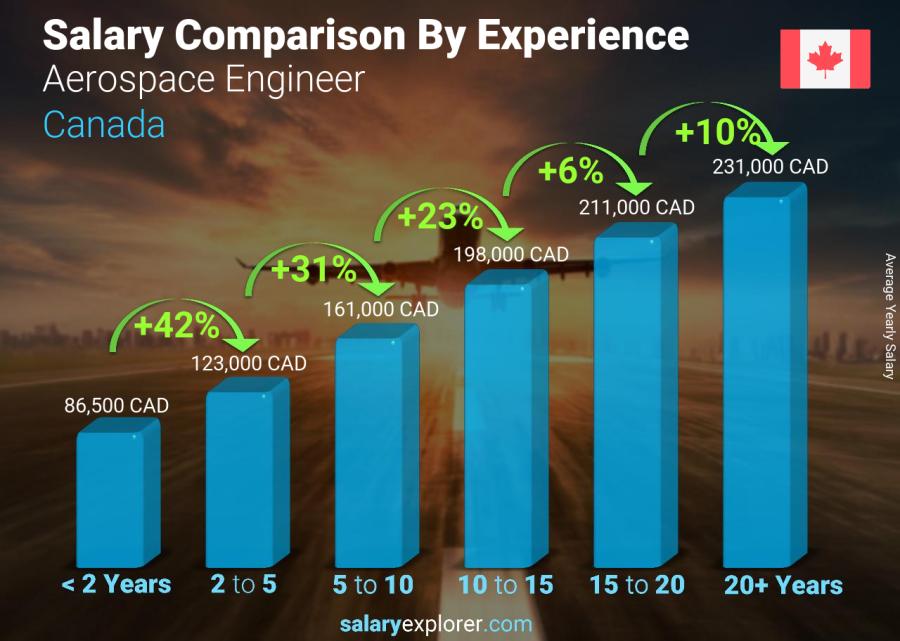 Salary Comparison By Experience
Aerospace Engineer
Canada
+42%
+31%
+23%
+6%
+10%
86,500 CAD
123,000 CAD
161,000 CAD
198,000 CAD
211,000 CAD
231,000 CAD
Average Yearly Salary
< 2 Years
2 to 5
5 to 10
10 to 15
15 to 20
20+ Years
salaryexplorer.com